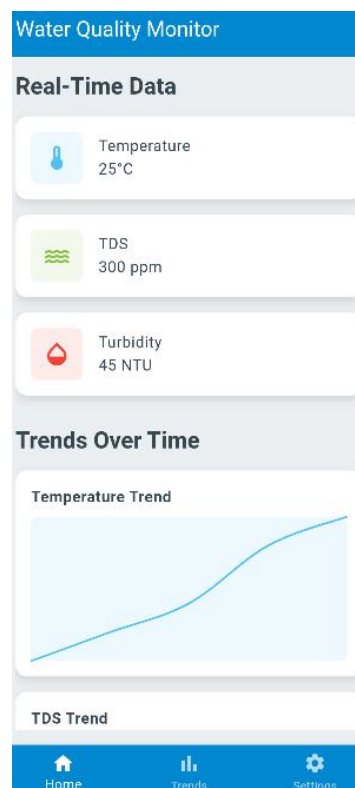 Water Quality Monitor
Real-Time Data
Temperature
25°C
TDS
300 ppm
Turbidity
45 NTU
Trends Over Time
Temperature Trend
TDS Trend
Home
Trends
Settings